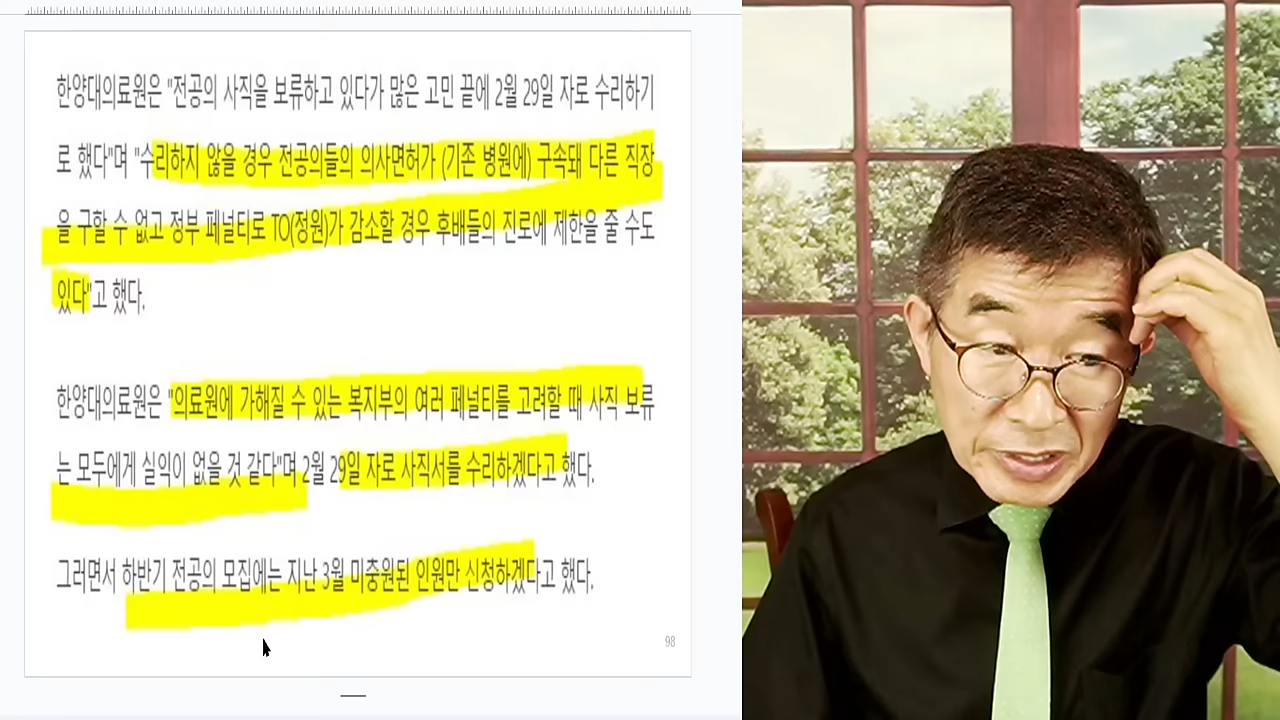 한양대의료원은 "전공의 사직을 보류하고 있다가 많은 고민 끝에 2월 29일 자로 수리하기
로 했다"며 "수리하지 않을 경우 전공의들의 의사면허가 (기존 병원에) 구속돼 다른 직장
을 구할 수 없고 정부 페널티로 TO(정원)가 감소할 경우 후배들의 진로에 제한을 줄 수도
있다"고 했다.
한양대의료원은 "의료원에 가해질 수 있는 복지부의 여러 페널티를 고려할 때 사직 보류
는 모두에게 실익이 없을 것 같다"며 2월 29일 자로 사직서를 수리하겠다고 했다.
그러면서 하반기 전공의 모집에는 지난 3월 미충원된 인원만 신청하겠다고 했다.
98